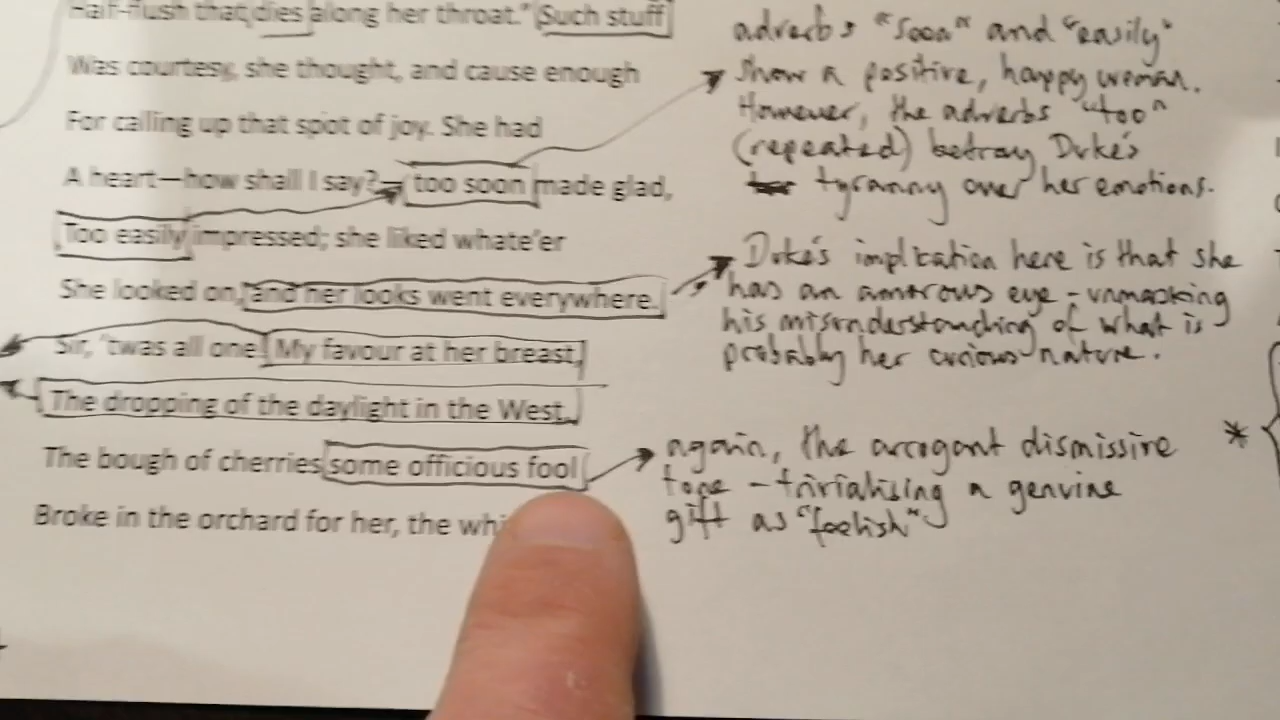 Half-flush that dies along her throat." Such stuff
Was courtesy, she thought, and cause enough
For calling up that spot of joy. She had
A heart—how shall I say?— too soon made glad,
Too easily impressed; she liked whate'er
She looked on, and her looks went everywhere.
Sir, 'twas all one! My favour at her breast,
The dropping of the daylight in the West,
The bough of cherries some officious fool
Broke in the orchard for her, the whi
adverbs "soon" and "easily"
show a positive, happy woman.
However, the adverbs "too"
(repeated) betray Duke's
tyranny over her emotions.
Duke's implication here is that she
has an amorous eye - unmasking
his misunderstanding of what is
probably her curious nature.
again, the arrogant dismissive
tone - trivialising a genuine
gift as "foolish"
*